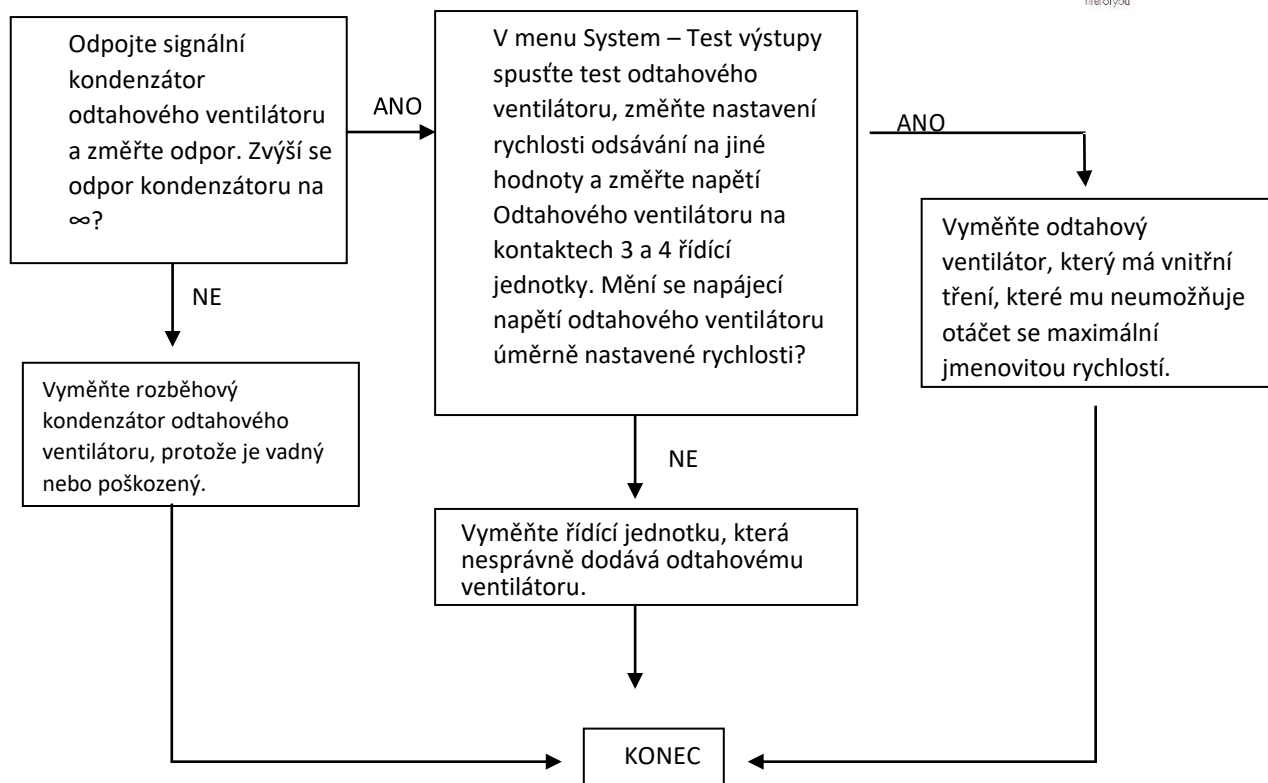 Odpojte signální
kondenzátor
odtahového ventilátoru
a změřte odpor. Zvýší se
odpor kondenzátoru na
∞?
ANO
V menu System – Test výstupy
spusťte test odtahového
ventilátoru, změňte nastavení
rychlosti odsávání na jiné
hodnoty a změřte napětí
Odtahového ventilátoru na
kontaktech 3 a 4 řídící
jednotky. Mění se napájecí
napětí odtahového ventilátoru
úměrně nastavené rychlosti?
ANO
Vyměňte odtahový
ventilátor, který má vnitřní
tření, které mu neumožňuje
otáčet se maximální
jmenovitou rychlostí.
NE
Vyměňte rozběhový
kondenzátor odtahového
ventilátoru, protože je vadný
nebo poškozený.
NE
Vyměňte řídící jednotku, která
nesprávně dodává odtahovému
ventilátoru.
KONEC